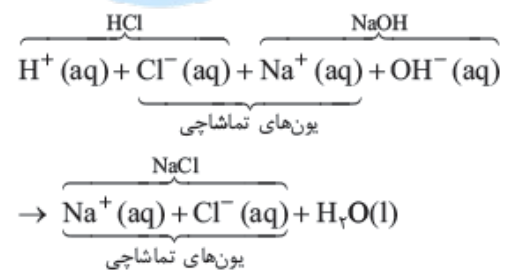 HCl NaOH
H⁺ (aq) + Cl⁻ (aq) + Na⁺ (aq) + OH⁻ (aq)
یون‌های تماشاچی
NaCl
→ Na⁺ (aq) + Cl⁻ (aq) + H۲O(l)
یون‌های تماشاچی